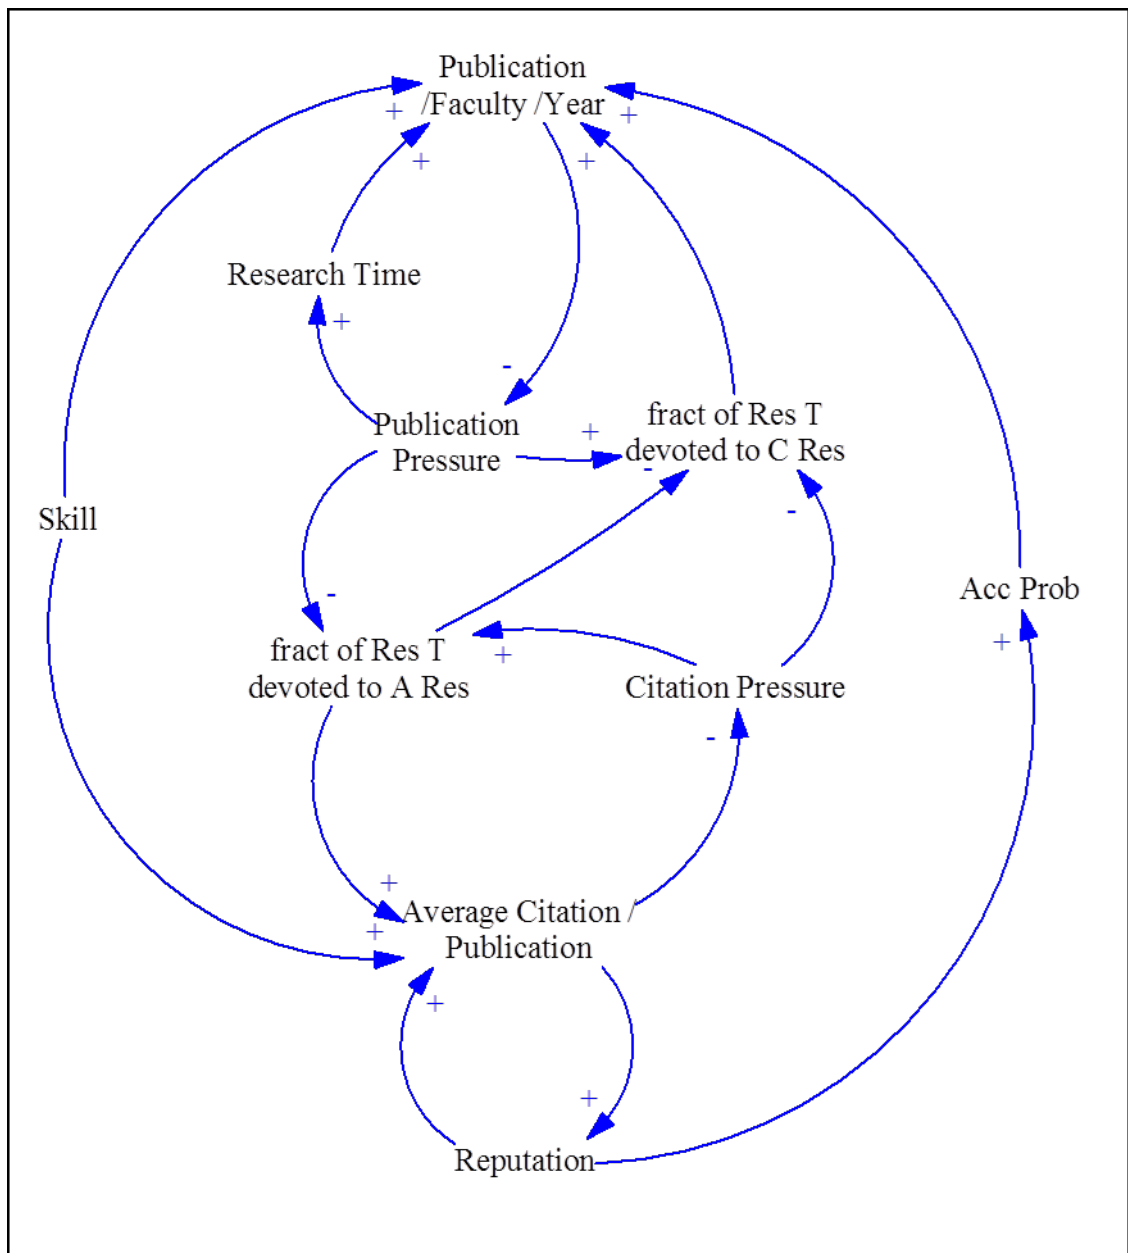 Publication
/Faculty /Year
+
+
+
+
Research Time
+
-
Publication
Pressure
+
fract of Res T
devoted to C Res
-
-
Skill
Acc Prob
+
-
fract of Res T
devoted to A Res
+
Citation Pressure
-
+
Average Citation /
Publication
+
+
+
Reputation